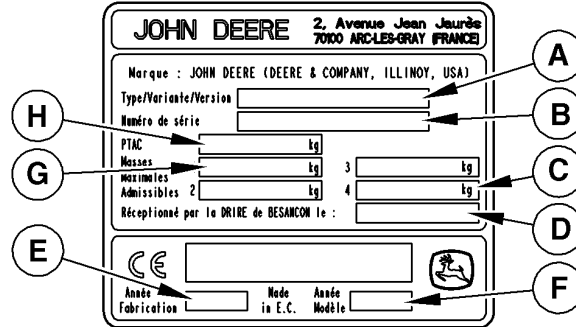 JOHN DEERE
2, Avenue Jean Jaurès
70100 ARC-LES-GRAY (FRANCE)
Marque : JOHN DEERE (DEERE & COMPANY, ILLINOY, USA)
A
Type/Variante/Version
B
Numéro de série
H
PTAC kg
G
Masses kg 3 kg
Maximales
C
Admissibles 2 kg 4 kg
Réceptionné par la DRIRE de BESANCON le :
D
E
CE
F
Année Fabrication
Made in E.C.
Année Modèle